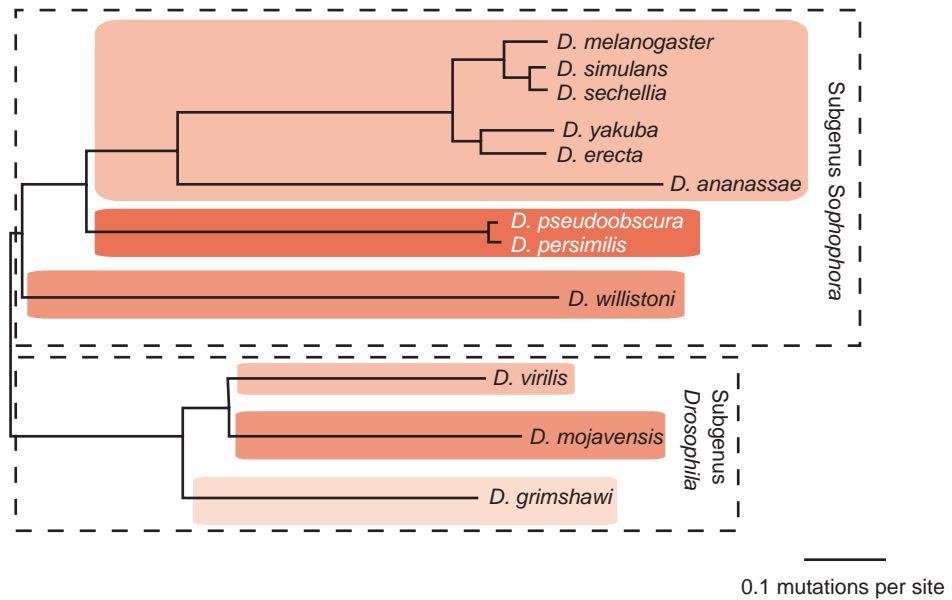 D. melanogaster
D. simulans
D. sechellia
D. yakuba
D. erecta
D. ananassae
D. pseudoobscura
D. persimilis
D. willistoni
Subgenus Sophophora
D. virilis
D. mojavensis
D. grimshawi
Subgenus
Drosophila
0.1 mutations per site